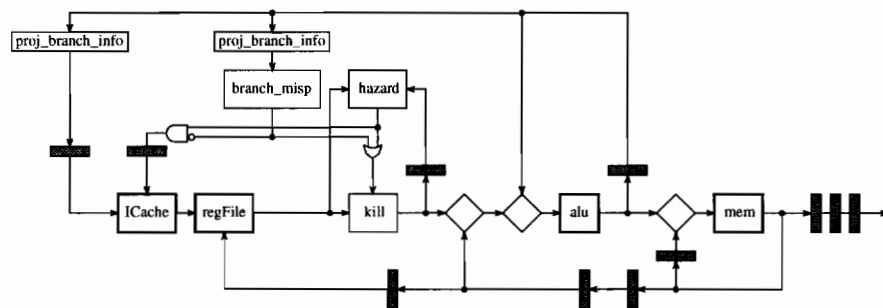 proj_branch_info
proj_branch_info
branch_misp
hazard
ICache
regFile
kill
alu
mem